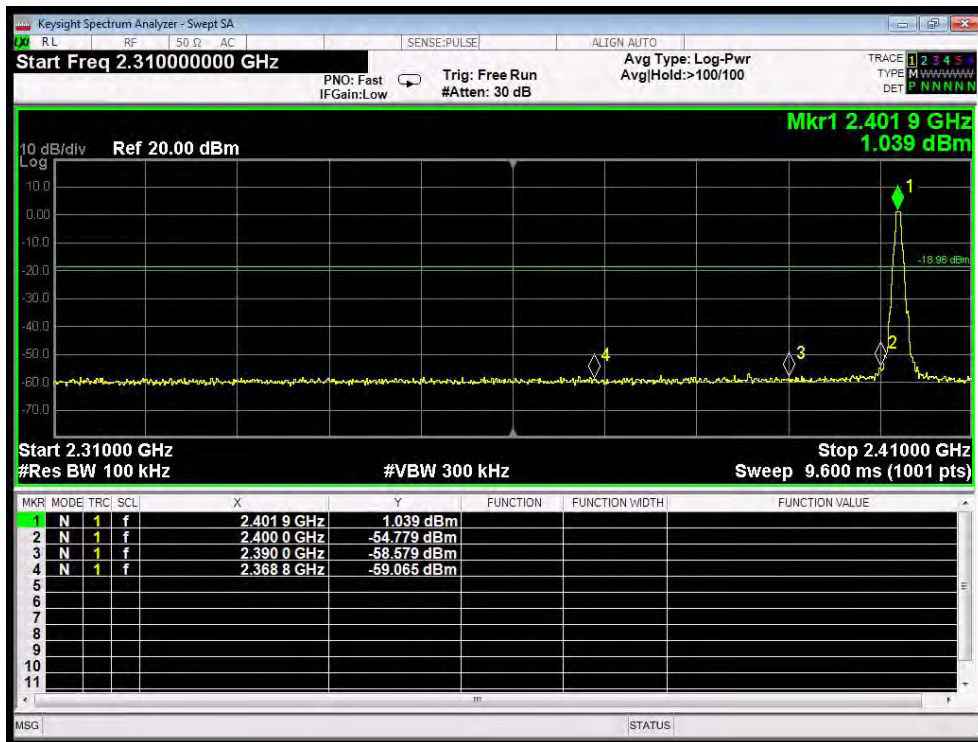 Keysight Spectrum Analyzer - Swept SA
LXI RL RF 50 Ω AC SENSE:PULSE ALIGN AUTO
Start Freq 2.310000000 GHz
PNO: Fast
IFGain:Low
Trig: Free Run
#Atten: 30 dB
Avg Type: Log-Pwr
Avg|Hold:>100/100
TRACE 1 2 3 4 5 6
TYPE M WWWWW
DET P N N N N N
Mkr1 2.401 9 GHz
1.039 dBm
10 dB/div Ref 20.00 dBm
Log
10.0
0.00
-10.0
-20.0
-30.0
-40.0
-50.0
-60.0
-70.0
1
-18.96 dBm
2
3
4
Start 2.31000 GHz
Stop 2.41000 GHz
#Res BW 100 kHz
#VBW 300 kHz
Sweep 9.600 ms (1001 pts)
MKR MODE TRC SCL X Y FUNCTION FUNCTION WIDTH FUNCTION VALUE
1 N 1 f 2.401 9 GHz 1.039 dBm
2 N 1 f 2.400 0 GHz -54.779 dBm
3 N 1 f 2.390 0 GHz -58.579 dBm
4 N 1 f 2.368 8 GHz -59.065 dBm
5
6
7
8
9
10
11
MSG STATUS